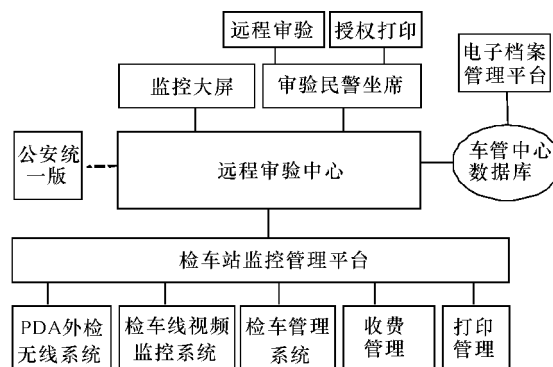 远程审验
授权打印
电子档案
管理平台
监控大屏
审验民警坐席
公安统
一版
远程审验中心
车管中心
数据库
检车站监控管理平台
PDA外检
无线系统
检车线视频
监控系统
检车管理
系统
收费
管理
打印
管理